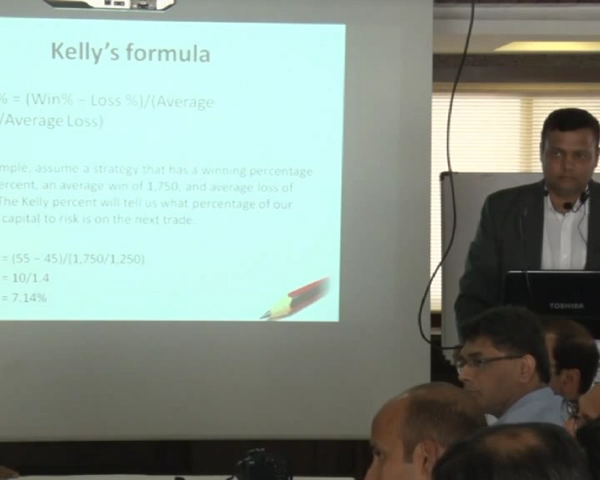 Kelly's formula
% = (Win% – Loss %)/(Average
/Average Loss)
mple, assume a strategy that has a winning percentage
ercent, an average win of 1,750, and average loss of
The Kelly percent will tell us what percentage of our
capital to risk is on the next trade.
= (55 – 45)/(1,750/1,250)
= 10/1.4
= 7.14%
TOSHIBA